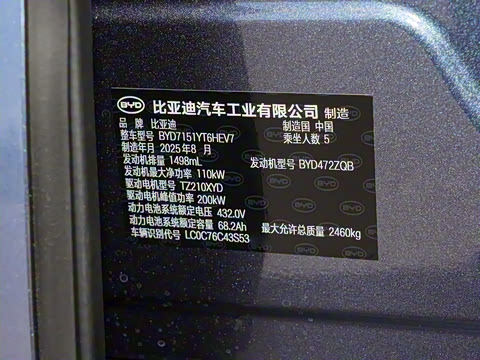 BYD 比亚迪汽车工业有限公司 制造
品 牌 比亚迪 制造国 中国
整车型号 BYD7151YT6HEV7 乘坐人数 5
制造年月 2025年8 月
发动机排量 1498mL 发动机型号 BYD472ZQB
发动机最大净功率 110kW
驱动电机型号 TZ210XYD
驱动电机峰值功率 200kW
动力电池系统额定电压 432.0V
动力电池系统额定容量 68.2Ah 最大允许总质量 2460kg
车辆识别代号 LC0C76C43S53